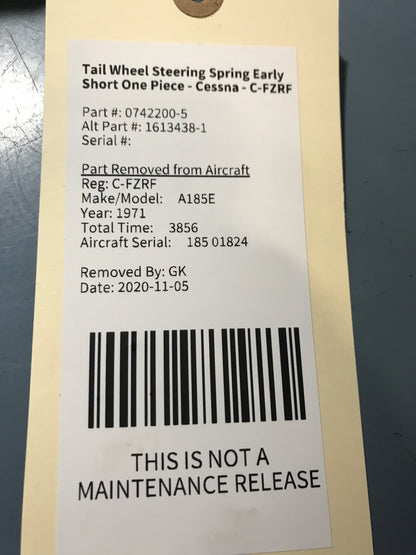 Tail Wheel Steering Spring Early
Short One Piece - Cessna - C-FZRF
Part #: 0742200-5
Alt Part #: 1613438-1
Serial #:
Part Removed from Aircraft
Reg: C-FZRF
Make/Model: A185E
Year: 1971
Total Time: 3856
Aircraft Serial: 185 01824
Removed By: GK
Date: 2020-11-05
THIS IS NOT A
MAINTENANCE RELEASE